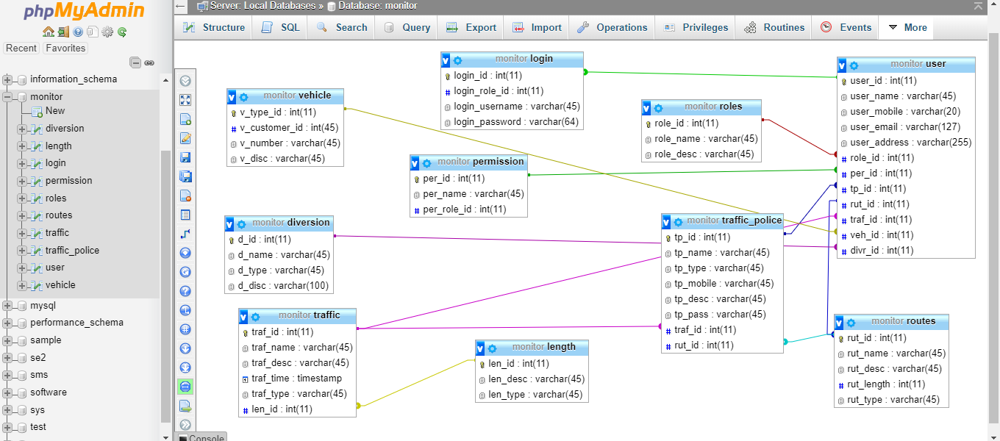 phpMyAdmin
Recent Favorites
information_schema
monitor
New
diversion
length
login
permission
roles
routes
traffic
traffic_police
user
vehicle
mysql
performance_schema
sample
se2
sms
software
sys
test
Server: Local Databases » Database: monitor
Structure SQL Search Query Export Import Operations Privileges Routines Events More
monitor vehicle
v_type_id : int(11)
v_customer_id : int(45)
v_number : varchar(45)
v_disc : varchar(45)
monitor login
login_id : int(11)
login_role_id : int(11)
login_username : varchar(45)
login_password : varchar(64)
monitor roles
role_id : int(11)
role_name : varchar(45)
role_desc : varchar(45)
monitor user
user_id : int(11)
user_name : varchar(45)
user_mobile : varchar(20)
user_email : varchar(127)
user_address : varchar(255)
role_id : int(11)
per_id : int(11)
tp_id : int(11)
rut_id : int(11)
traf_id : int(11)
veh_id : int(11)
divr_id : int(11)
monitor permission
per_id : int(11)
per_name : varchar(45)
per_role_id : int(11)
monitor diversion
d_id : int(11)
d_name : varchar(45)
d_type : varchar(45)
d_disc : varchar(100)
monitor traffic_police
tp_id : int(11)
tp_name : varchar(45)
tp_type : varchar(45)
tp_mobile : varchar(45)
tp_desc : varchar(45)
tp_pass : varchar(45)
traf_id : int(11)
rut_id : int(11)
monitor traffic
traf_id : int(11)
traf_name : varchar(45)
traf_desc : varchar(45)
traf_time : timestamp
traf_type : varchar(45)
len_id : int(11)
monitor length
len_id : int(11)
len_desc : varchar(45)
len_type : varchar(45)
monitor routes
rut_id : int(11)
rut_name : varchar(45)
rut_desc : varchar(45)
rut_length : int(11)
rut_type : varchar(45)
Console